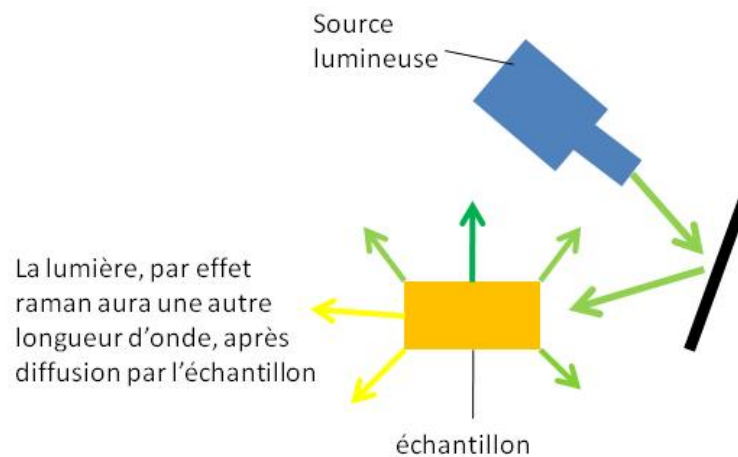 Source
lumineuse
La lumière, par effet
raman aura une autre
longueur d'onde, après
diffusion par l'échantillon
échantillon